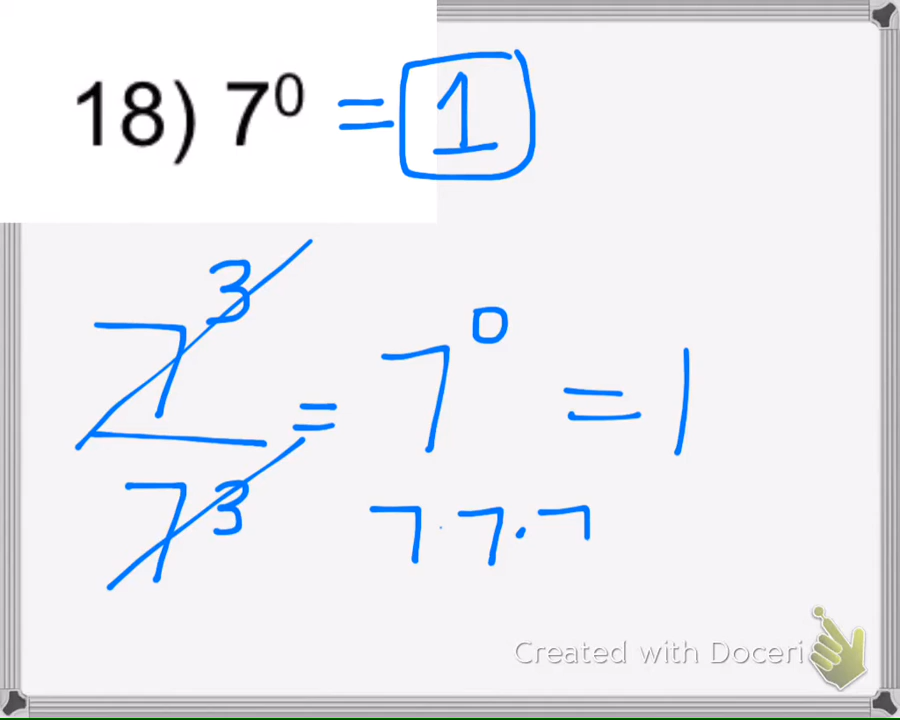 18) 7⁰ = 1
7³/7³ = 7⁰ = 1
7·7·7
Created with Doceri